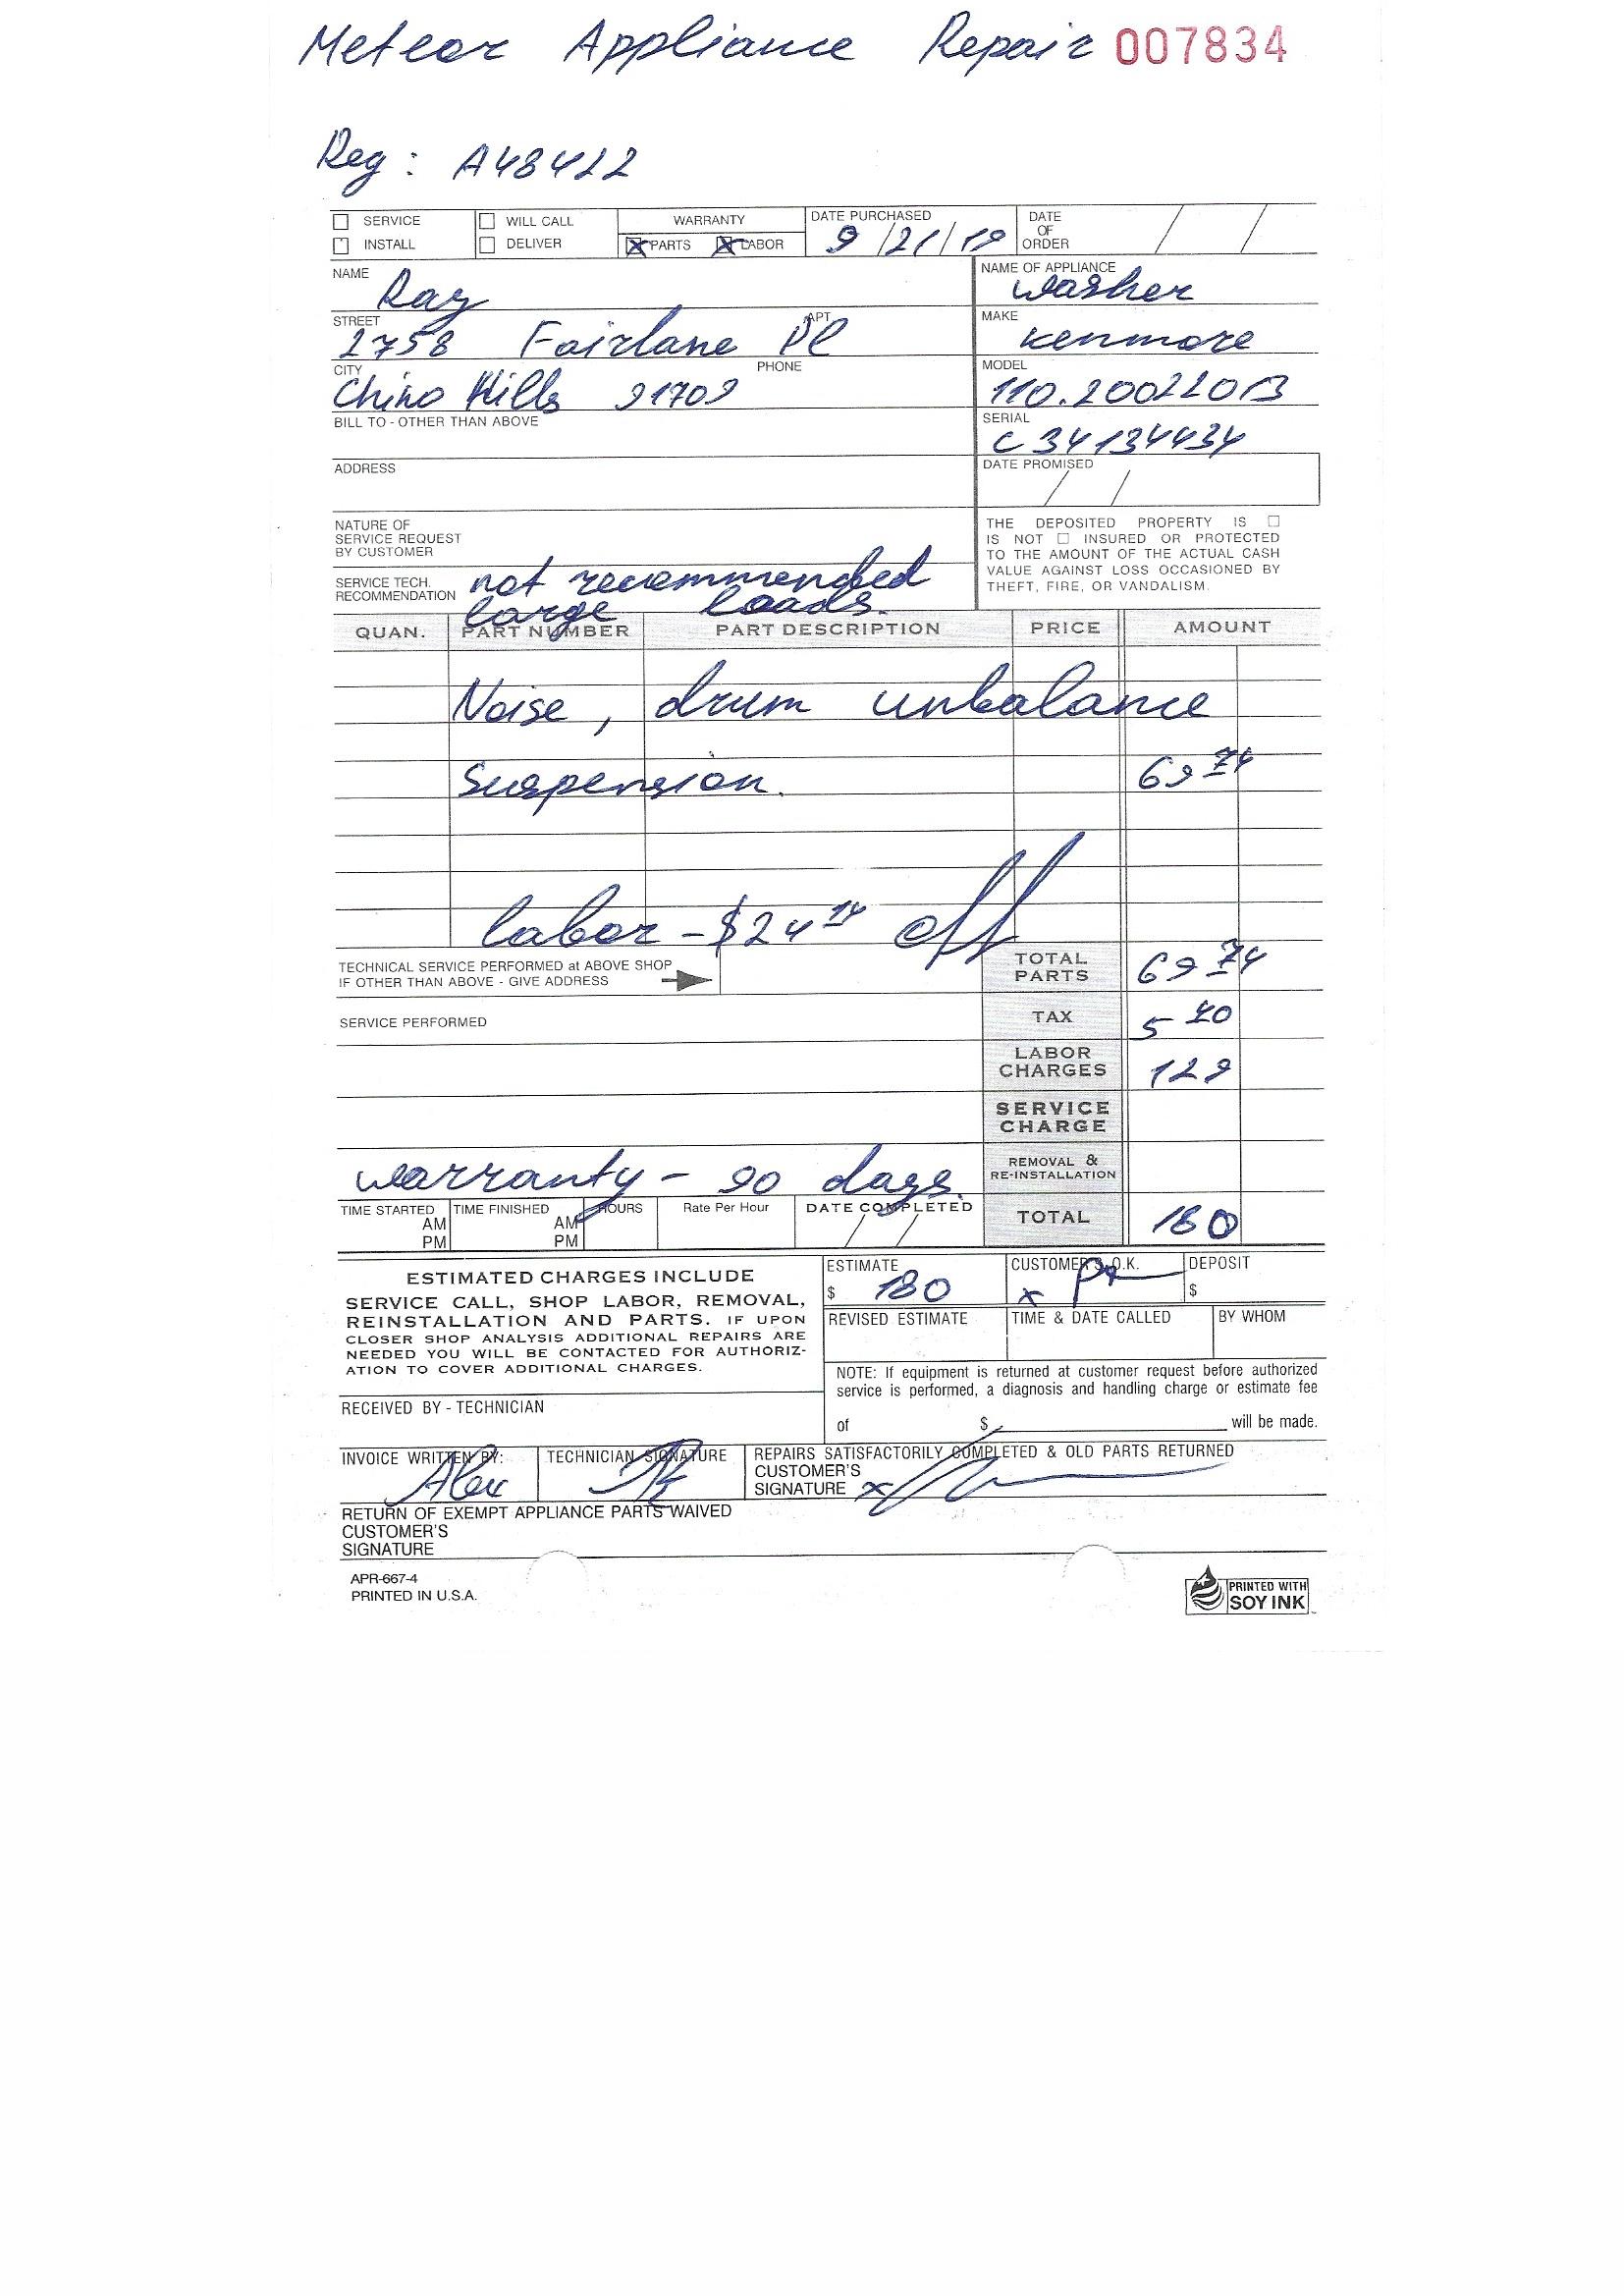 Meteor Appliance Repair 007834
Reg: A48422
SERVICE WILL CALL WARRANTY DATE PURCHASED 9/21/19 DATE OF ORDER / /
INSTALL DELIVER PARTS LABOR
NAME Ray NAME OF APPLIANCE washer
STREET 2758 Fairlane Pl APT MAKE kenmore
CITY Chino Hills 91709 PHONE MODEL 110.20022013
BILL TO - OTHER THAN ABOVE SERIAL C34134434
ADDRESS DATE PROMISED / /
NATURE OF
SERVICE REQUEST
BY CUSTOMER
THE DEPOSITED PROPERTY IS
IS NOT INSURED OR PROTECTED
TO THE AMOUNT OF THE ACTUAL CASH
VALUE AGAINST LOSS OCCASIONED BY
THEFT, FIRE, OR VANDALISM.
SERVICE TECH.
RECOMMENDATION not recommended
large loads.
QUAN. PART NUMBER PART DESCRIPTION PRICE AMOUNT
Noise, drum unbalance
Suspension. 69 74
labor - $24 14 off
TECHNICAL SERVICE PERFORMED at ABOVE SHOP
IF OTHER THAN ABOVE - GIVE ADDRESS
TOTAL PARTS 69 74
SERVICE PERFORMED TAX 5 40
LABOR CHARGES 129
SERVICE CHARGE
warranty - 90 days. REMOVAL & RE-INSTALLATION
TIME STARTED AM PM TIME FINISHED AM PM HOURS Rate Per Hour DATE COMPLETED / / TOTAL 180
ESTIMATED CHARGES INCLUDE
SERVICE CALL, SHOP LABOR, REMOVAL,
REINSTALLATION AND PARTS. IF UPON
CLOSER SHOP ANALYSIS ADDITIONAL REPAIRS ARE
NEEDED YOU WILL BE CONTACTED FOR AUTHORIZ-
ATION TO COVER ADDITIONAL CHARGES.
ESTIMATE $ 180 CUSTOMER'S O.K. x DEPOSIT $
REVISED ESTIMATE TIME & DATE CALLED BY WHOM
NOTE: If equipment is returned at customer request before authorized
service is performed, a diagnosis and handling charge or estimate fee
of $ will be made.
RECEIVED BY - TECHNICIAN
INVOICE WRITTEN BY: Alex TECHNICIAN SIGNATURE REPAIRS SATISFACTORILY COMPLETED & OLD PARTS RETURNED
CUSTOMER'S
SIGNATURE x
RETURN OF EXEMPT APPLIANCE PARTS WAIVED
CUSTOMER'S
SIGNATURE
APR-667-4
PRINTED IN U.S.A.
PRINTED WITH
SOY INK